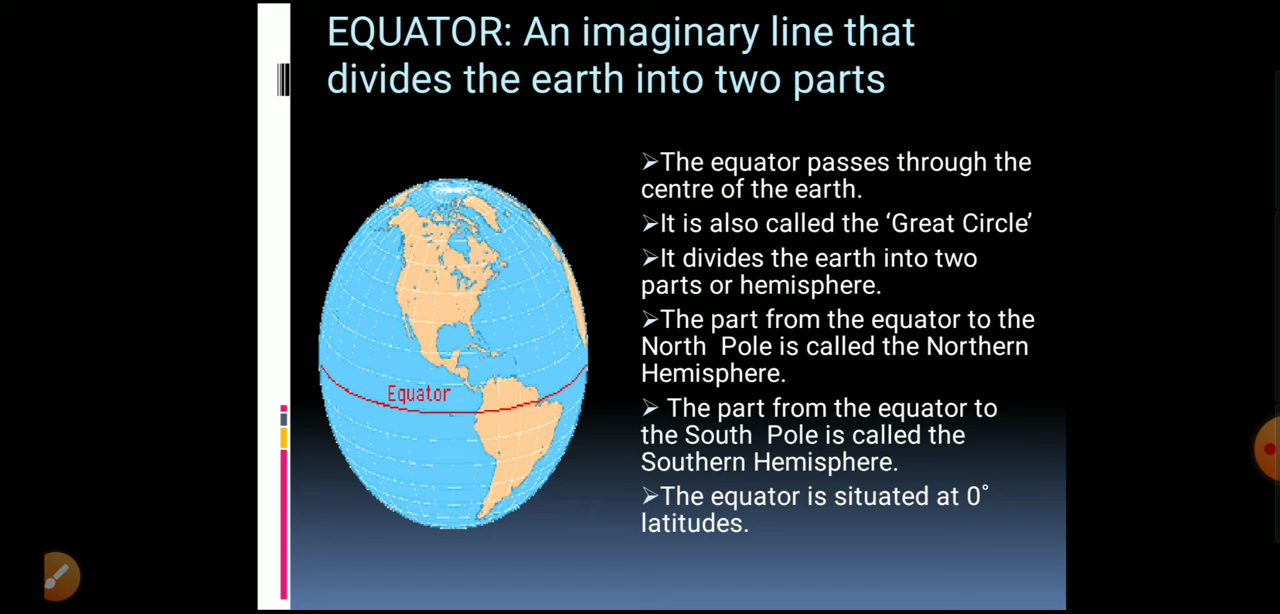 EQUATOR: An imaginary line that
divides the earth into two parts
➢The equator passes through the
centre of the earth.
➢It is also called the ‘Great Circle’
➢It divides the earth into two
parts or hemisphere.
➢The part from the equator to the
North  Pole is called the Northern
Hemisphere.
➢ The part from the equator to
the South  Pole is called the
Southern Hemisphere.
➢The equator is situated at 0˚
latitudes.
Equator